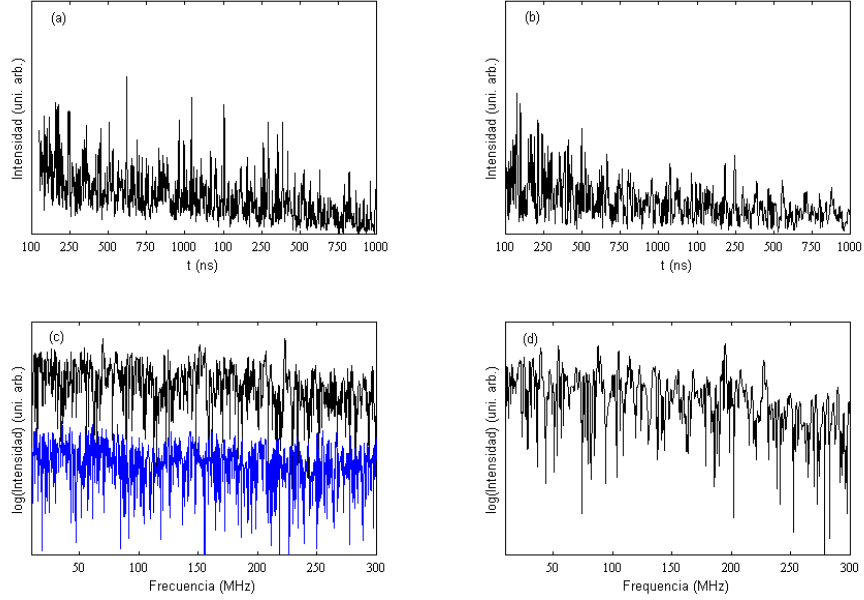 (a)
Intensidad (uni. arb.)
100 250 500 750 1000 100 250 500 750 1000
t (ns)
(b)
Intensidad (uni. arb.)
100 250 500 750 1000 100 250 500 750 1000
t (ns)
(c)
log(Intensidad) (uni. arb.)
50 100 150 200 250 300
Frecuencia (MHz)
(d)
log(Intensidad) (uni. arb.)
50 100 150 200 250 300
Frequencia (MHz)